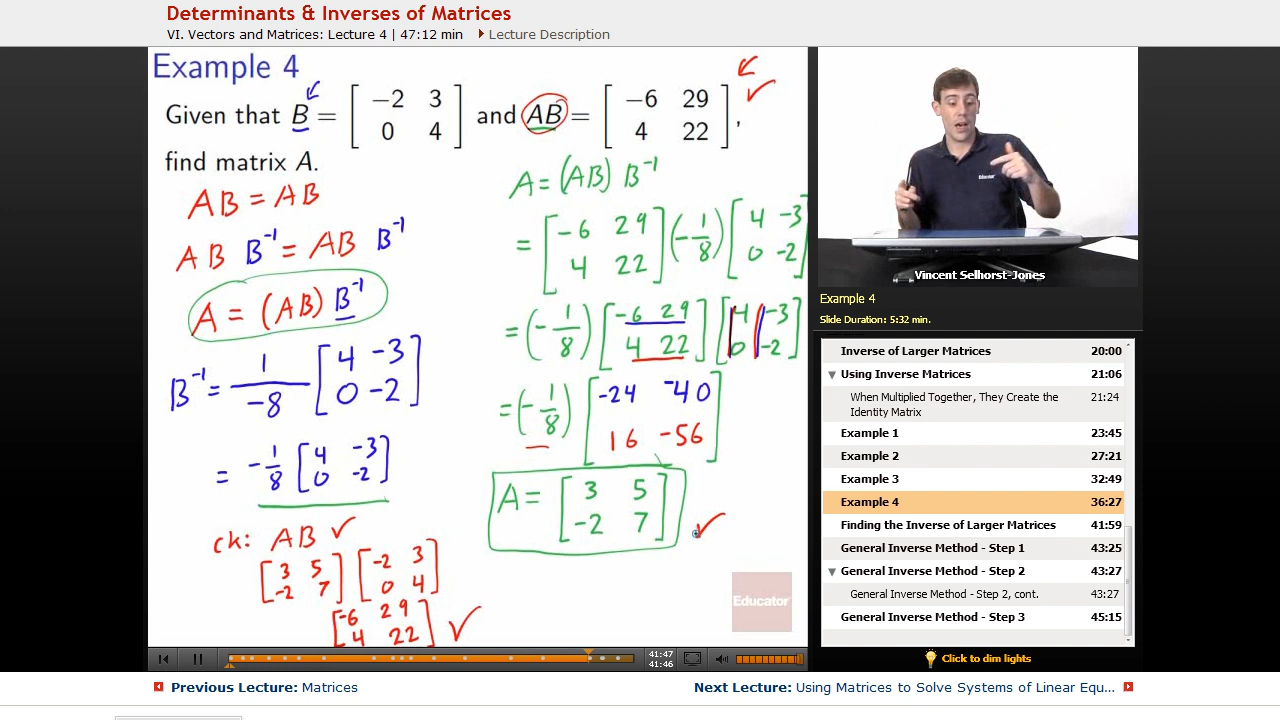 Determinants & Inverses of Matrices
VI. Vectors and Matrices: Lecture 4 | 47:12 min
Lecture Description
Example 4
Given that B = [ −2 3 ; 0 4 ] and AB = [ −6 29 ; 4 22 ],
find matrix A.
AB = AB
A B B⁻¹ = AB B⁻¹
A = (AB) B⁻¹
B⁻¹ = 1/−8 [ 4 −3 ; 0 −2 ]
= −1/8 [ 4 −3 ; 0 −2 ]
ck: AB ✓
[ 3 5 ; −2 7 ] [ −2 3 ; 0 4 ]
[ −6 29 ; 4 22 ] ✓
A = (AB) B⁻¹
= [ −6 29 ; 4 22 ] (−1/8) [ 4 −3 ; 0 −2 ]
= (−1/8) [ −6 29 ; 4 22 ] [ 4 −3 ; 0 −2 ]
= (−1/8) [ −24 −40 ; 16 −56 ]
A = [ 3 5 ; −2 7 ] ✓
Educator
41:47
41:46
Vincent Selhorst-Jones
Example 4
Slide Duration: 5:32 min.
Inverse of Larger Matrices 20:00
Using Inverse Matrices 21:06
When Multiplied Together, They Create the
Identity Matrix 21:24
Example 1 23:45
Example 2 27:21
Example 3 32:49
Example 4 36:27
Finding the Inverse of Larger Matrices 41:59
General Inverse Method - Step 1 43:25
General Inverse Method - Step 2 43:27
General Inverse Method - Step 2, cont. 43:27
General Inverse Method - Step 3 45:15
Click to dim lights
Previous Lecture: Matrices
Next Lecture: Using Matrices to Solve Systems of Linear Equ...